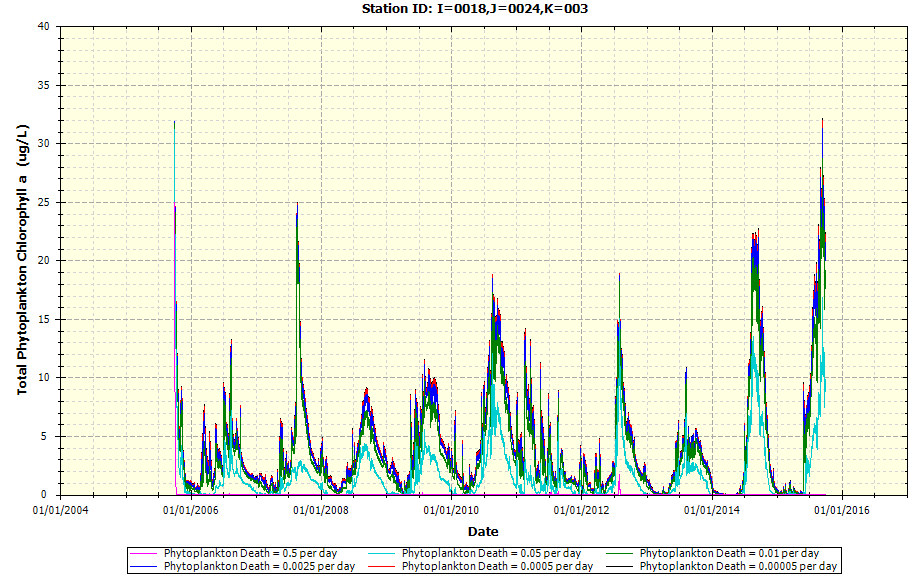 Station ID: I=0018,J=0024,K=003
Total Phytoplankton Chlorophyll a (ug/L)
40
35
30
25
20
15
10
5
0
01/01/2004 01/01/2006 01/01/2008 01/01/2010 01/01/2012 01/01/2014 01/01/2016
Date
Phytoplankton Death = 0.5 per day Phytoplankton Death = 0.05 per day Phytoplankton Death = 0.01 per day
Phytoplankton Death = 0.0025 per day Phytoplankton Death = 0.0005 per day Phytoplankton Death = 0.00005 per day